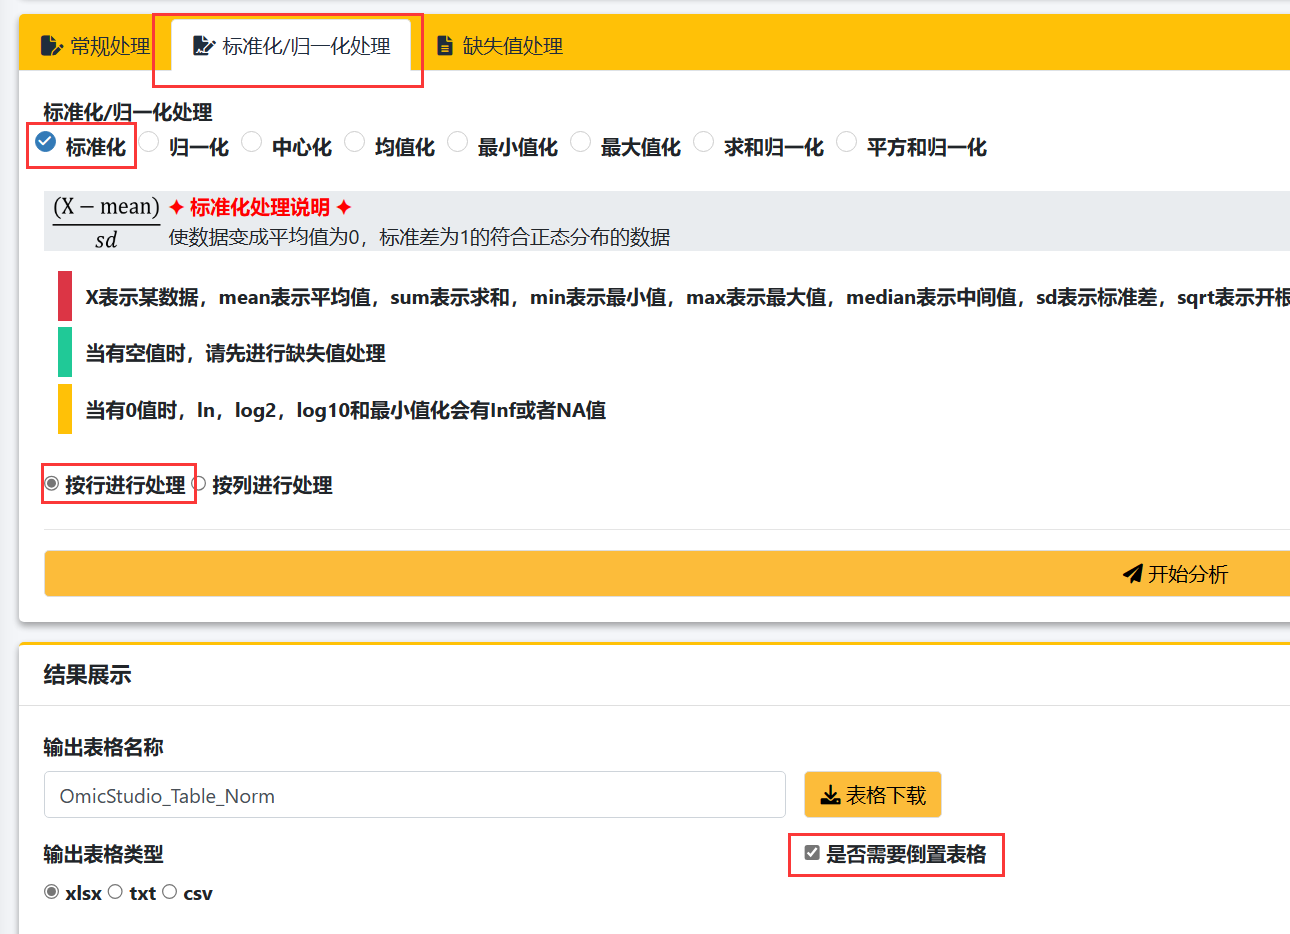 常规处理 标准化/归一化处理 缺失值处理
标准化/归一化处理
标准化 归一化 中心化 均值化 最小值化 最大值化 求和归一化 平方和归一化
(X − mean)
sd
✦ 标准化处理说明 ✦
使数据变成平均值为0，标准差为1的符合正态分布的数据
X表示某数据，mean表示平均值，sum表示求和，min表示最小值，max表示最大值，median表示中间值，sd表示标准差，sqrt表示开根
当有空值时，请先进行缺失值处理
当有0值时，ln，log2，log10和最小值化会有Inf或者NA值
按行进行处理 按列进行处理
开始分析
结果展示
输出表格名称
OmicStudio_Table_Norm 表格下载
输出表格类型 是否需要倒置表格
xlsx txt csv